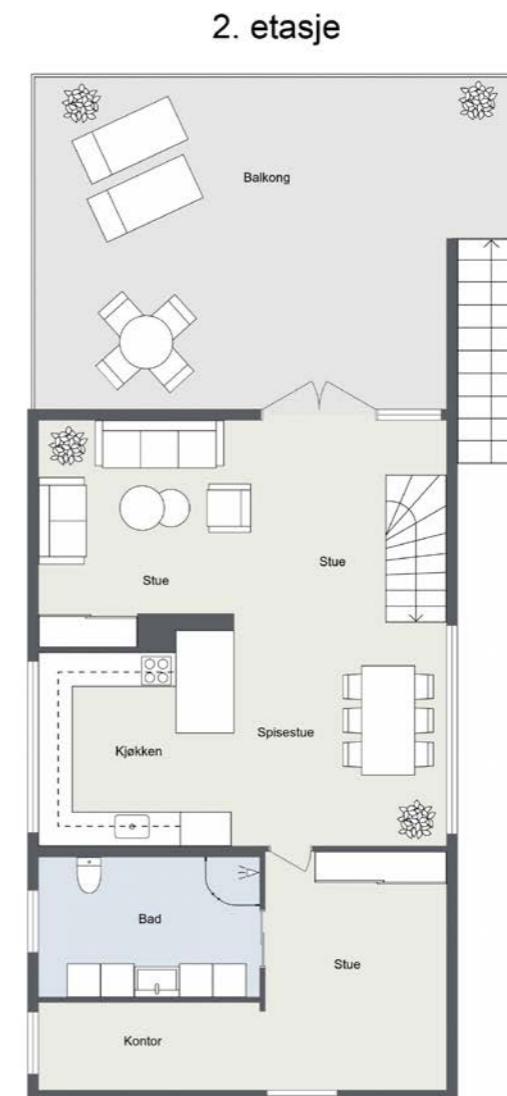 2. etasje
Balkong
Stue
Stue
Spisestue
Kjøkken
Bad
Stue
Kontor